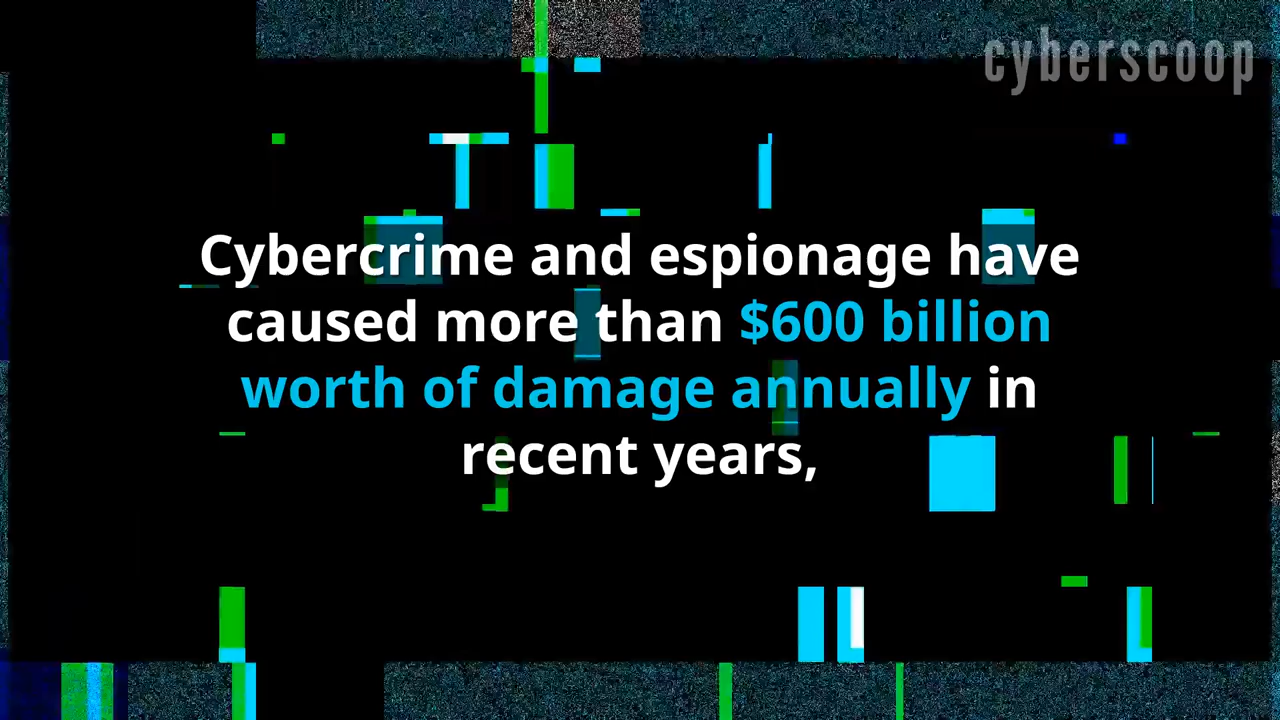 cyberscoop
Cybercrime and espionage have
caused more than $600 billion
worth of damage annually in
recent years,